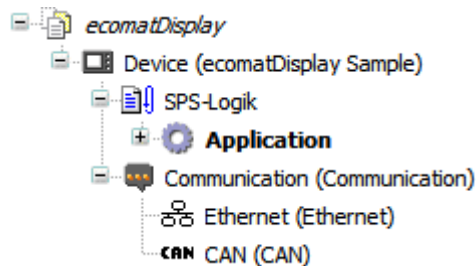 ecomatDisplay
Device (ecomatDisplay Sample)
SPS-Logik
Application
Communication (Communication)
Ethernet (Ethernet)
CAN CAN (CAN)